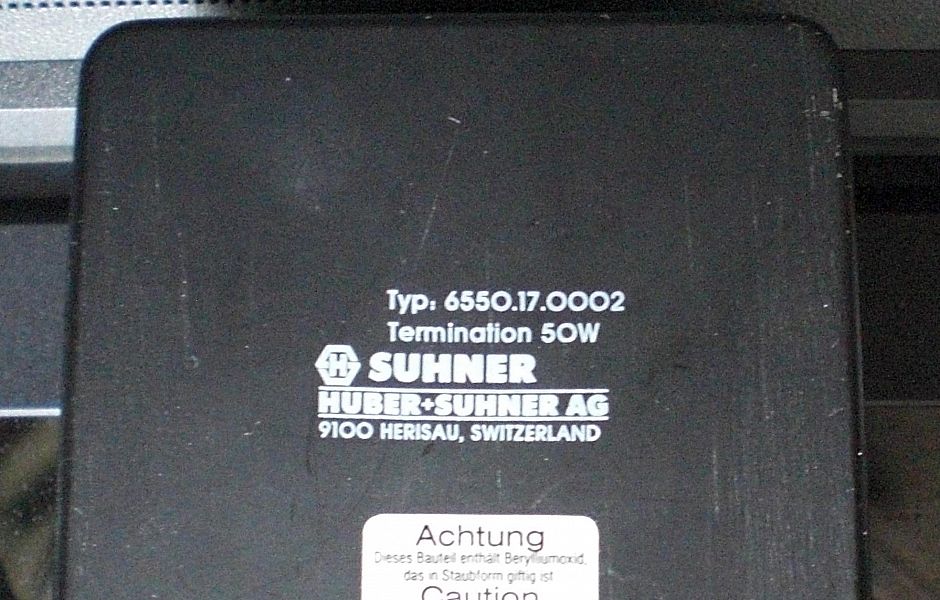 Typ: 6550.17.0002
Termination 50W
H SUHNER
HUBER+SUHNER AG
9100 HERISAU, SWITZERLAND
Achtung
Dieses Bauteil enthält Berylliumoxid,
das in Staubform giftig ist
Caution